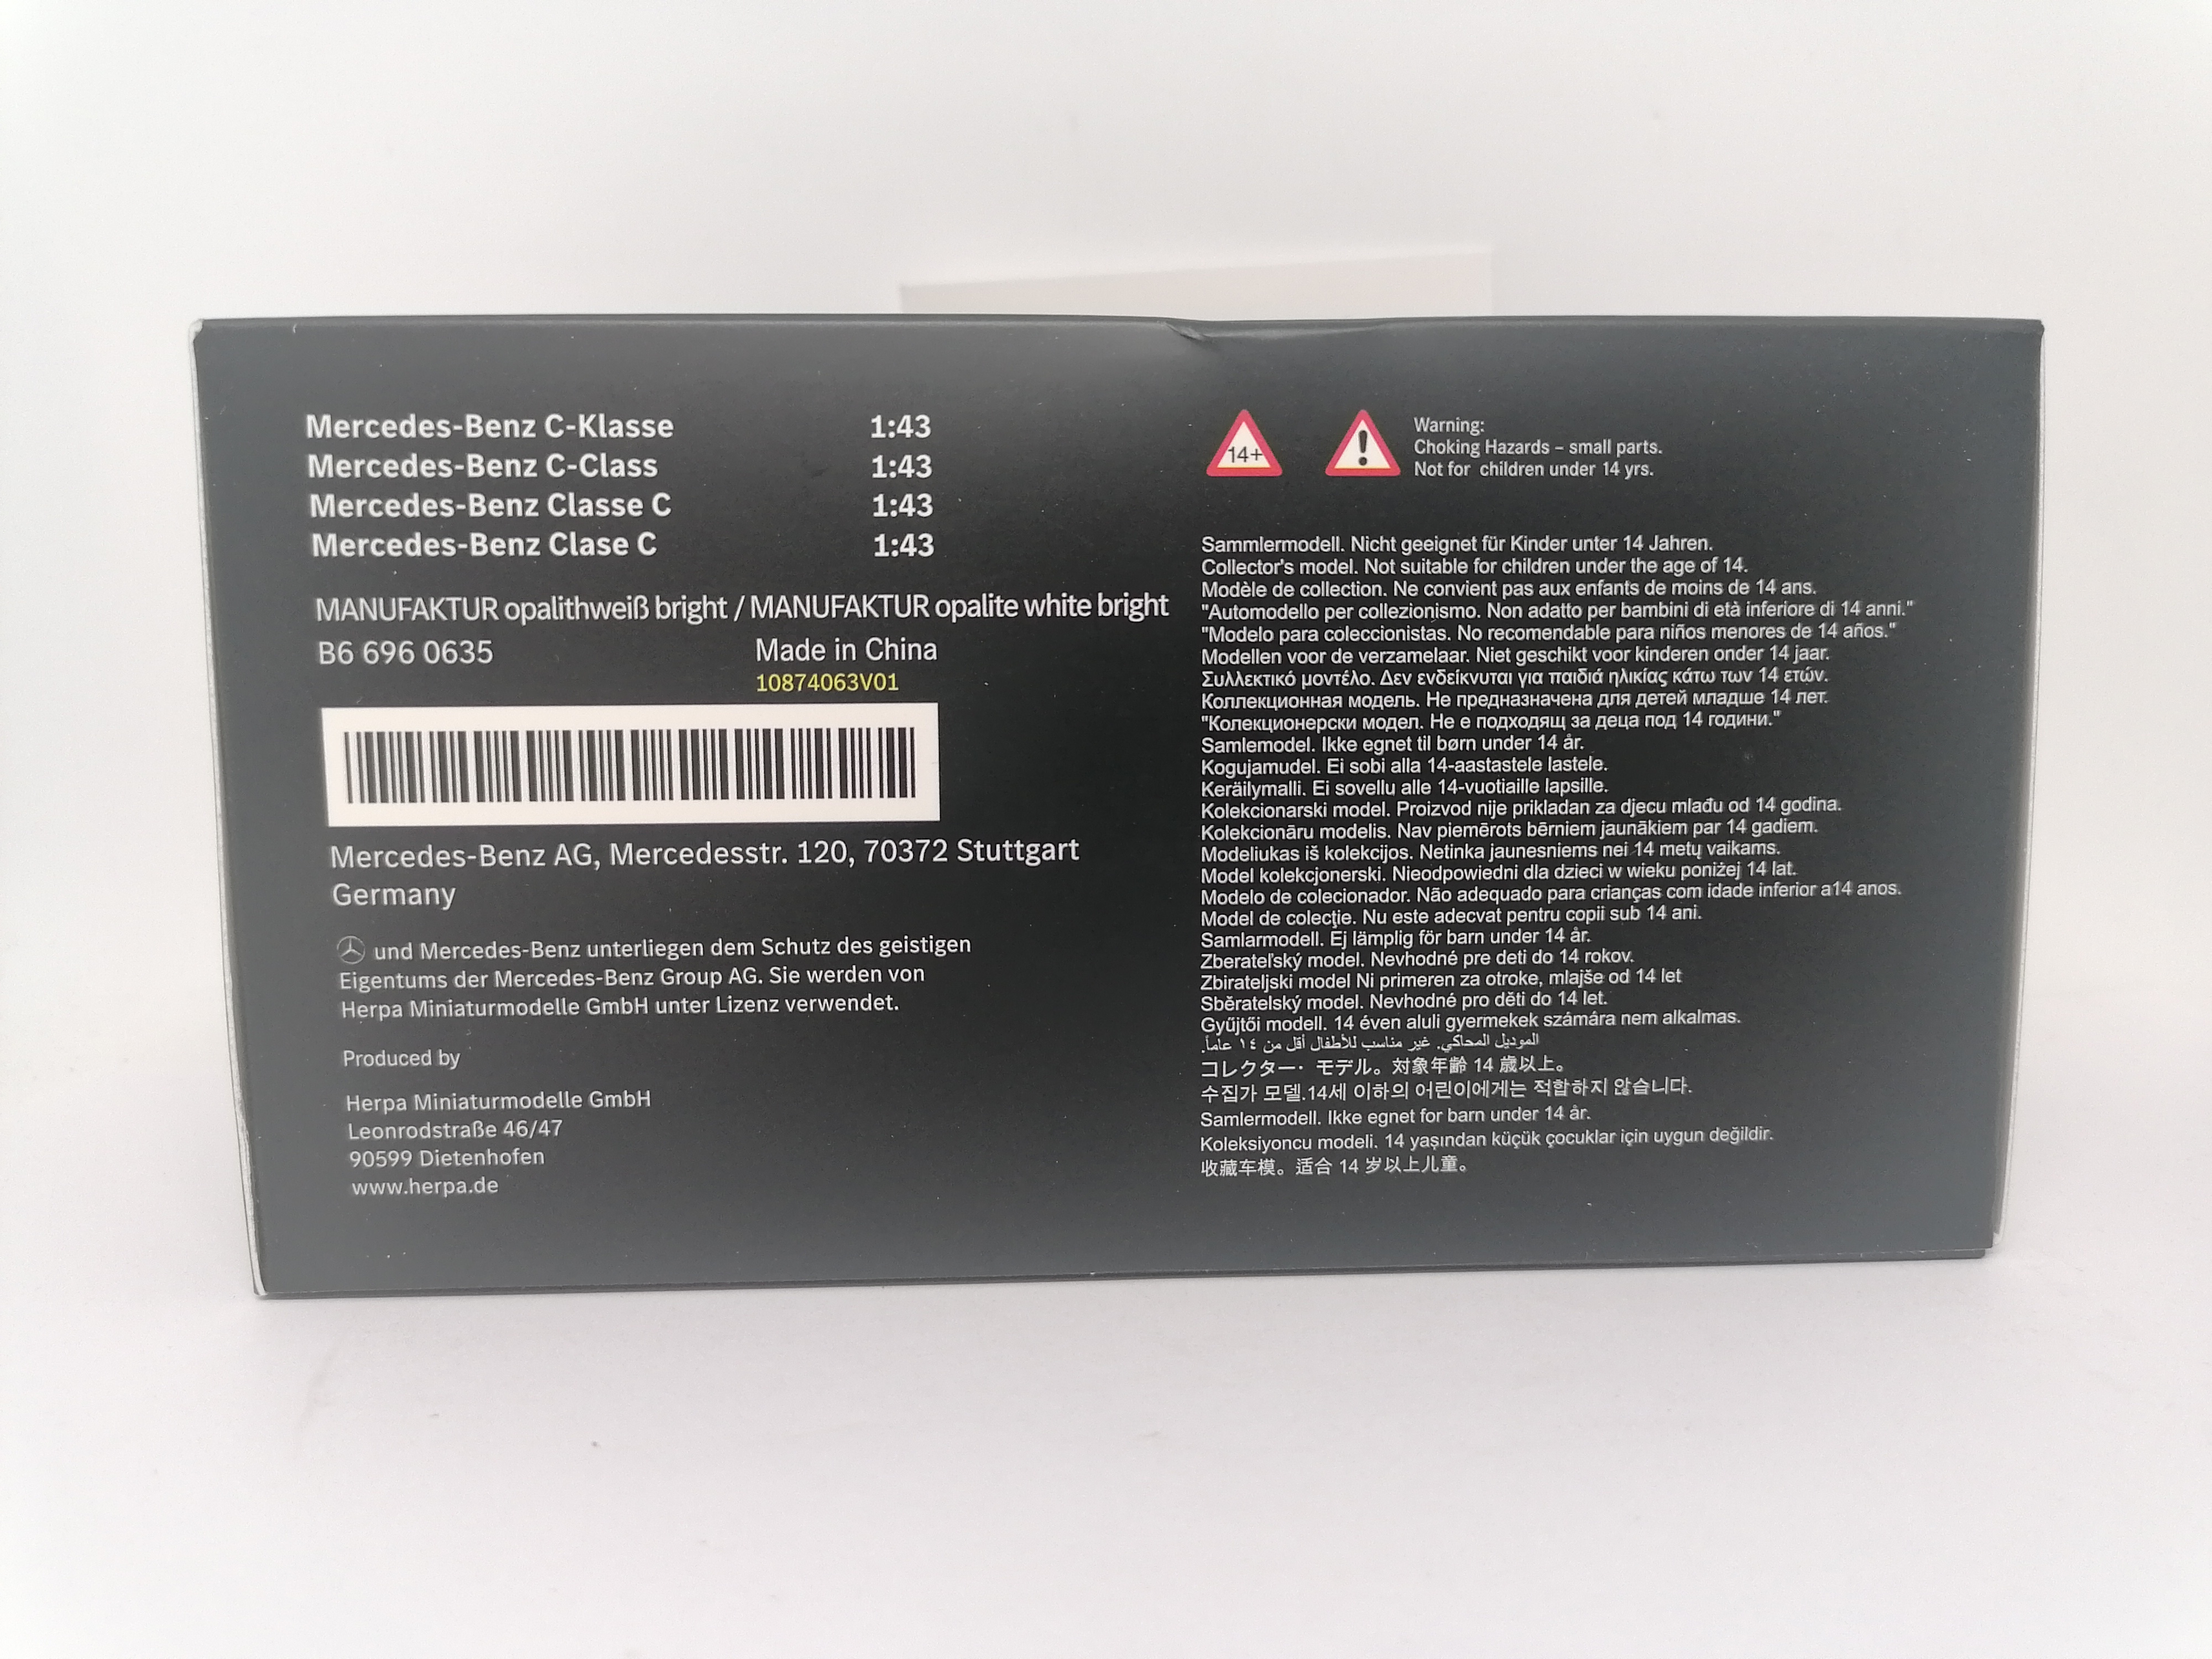 Mercedes-Benz C-Klasse 1:43
Mercedes-Benz C-Class 1:43
Mercedes-Benz Classe C 1:43
Mercedes-Benz Clase C 1:43
MANUFAKTUR opalithweiß bright / MANUFAKTUR opalite white bright
B6 696 0635 Made in China
10874063V01
Mercedes-Benz AG, Mercedesstr. 120, 70372 Stuttgart
Germany
und Mercedes-Benz unterliegen dem Schutz des geistigen
Eigentums der Mercedes-Benz Group AG. Sie werden von
Herpa Miniaturmodelle GmbH unter Lizenz verwendet.
Produced by
Herpa Miniaturmodelle GmbH
Leonrodstraße 46/47
90599 Dietenhofen
www.herpa.de
14+
Warning:
Choking Hazards – small parts.
Not for children under 14 yrs.
Sammlermodell. Nicht geeignet für Kinder unter 14 Jahren.
Collector's model. Not suitable for children under the age of 14.
Modèle de collection. Ne convient pas aux enfants de moins de 14 ans.
"Automodello per collezionismo. Non adatto per bambini di età inferiore di 14 anni."
"Modelo para coleccionistas. No recomendable para niños menores de 14 años."
Modellen voor de verzamelaar. Niet geschikt voor kinderen onder 14 jaar.
Συλλεκτικό μοντέλο. Δεν ενδείκνυται για παιδιά ηλικίας κάτω των 14 ετών.
Коллекционная модель. Не предназначена для детей младше 14 лет.
"Колекционерски модел. Не е подходящ за деца под 14 години."
Samlemodel. Ikke egnet til børn under 14 år.
Kogujamudel. Ei sobi alla 14-aastastele lastele.
Keräilymalli. Ei sovellu alle 14-vuotiaille lapsille.
Kolekcionarski model. Proizvod nije prikladan za djecu mlađu od 14 godina.
Kolekcionāru modelis. Nav piemērots bērniem jaunākiem par 14 gadiem.
Modeliukas iš kolekcijos. Netinka jaunesniems nei 14 metų vaikams.
Model kolekcjonerski. Nieodpowiedni dla dzieci w wieku poniżej 14 lat.
Modelo de colecionador. Não adequado para crianças com idade inferior a14 anos.
Model de colecţie. Nu este adecvat pentru copii sub 14 ani.
Samlarmodell. Ej lämplig för barn under 14 år.
Zberateľský model. Nevhodné pre deti do 14 rokov.
Zbirateljski model Ni primeren za otroke, mlajše od 14 let
Sběratelský model. Nevhodné pro děti do 14 let.
Gyűjtői modell. 14 éven aluli gyermekek számára nem alkalmas.
الموديل المحاكي. غير مناسب للأطفال أقل من ١٤ عاماً.
コレクター・モデル。対象年齢 14 歳以上。
수집가 모델.14세 이하의 어린이에게는 적합하지 않습니다.
Samlermodell. Ikke egnet for barn under 14 år.
Koleksiyoncu modeli. 14 yaşından küçük çocuklar için uygun değildir.
收藏车模。适合 14 岁以上儿童。